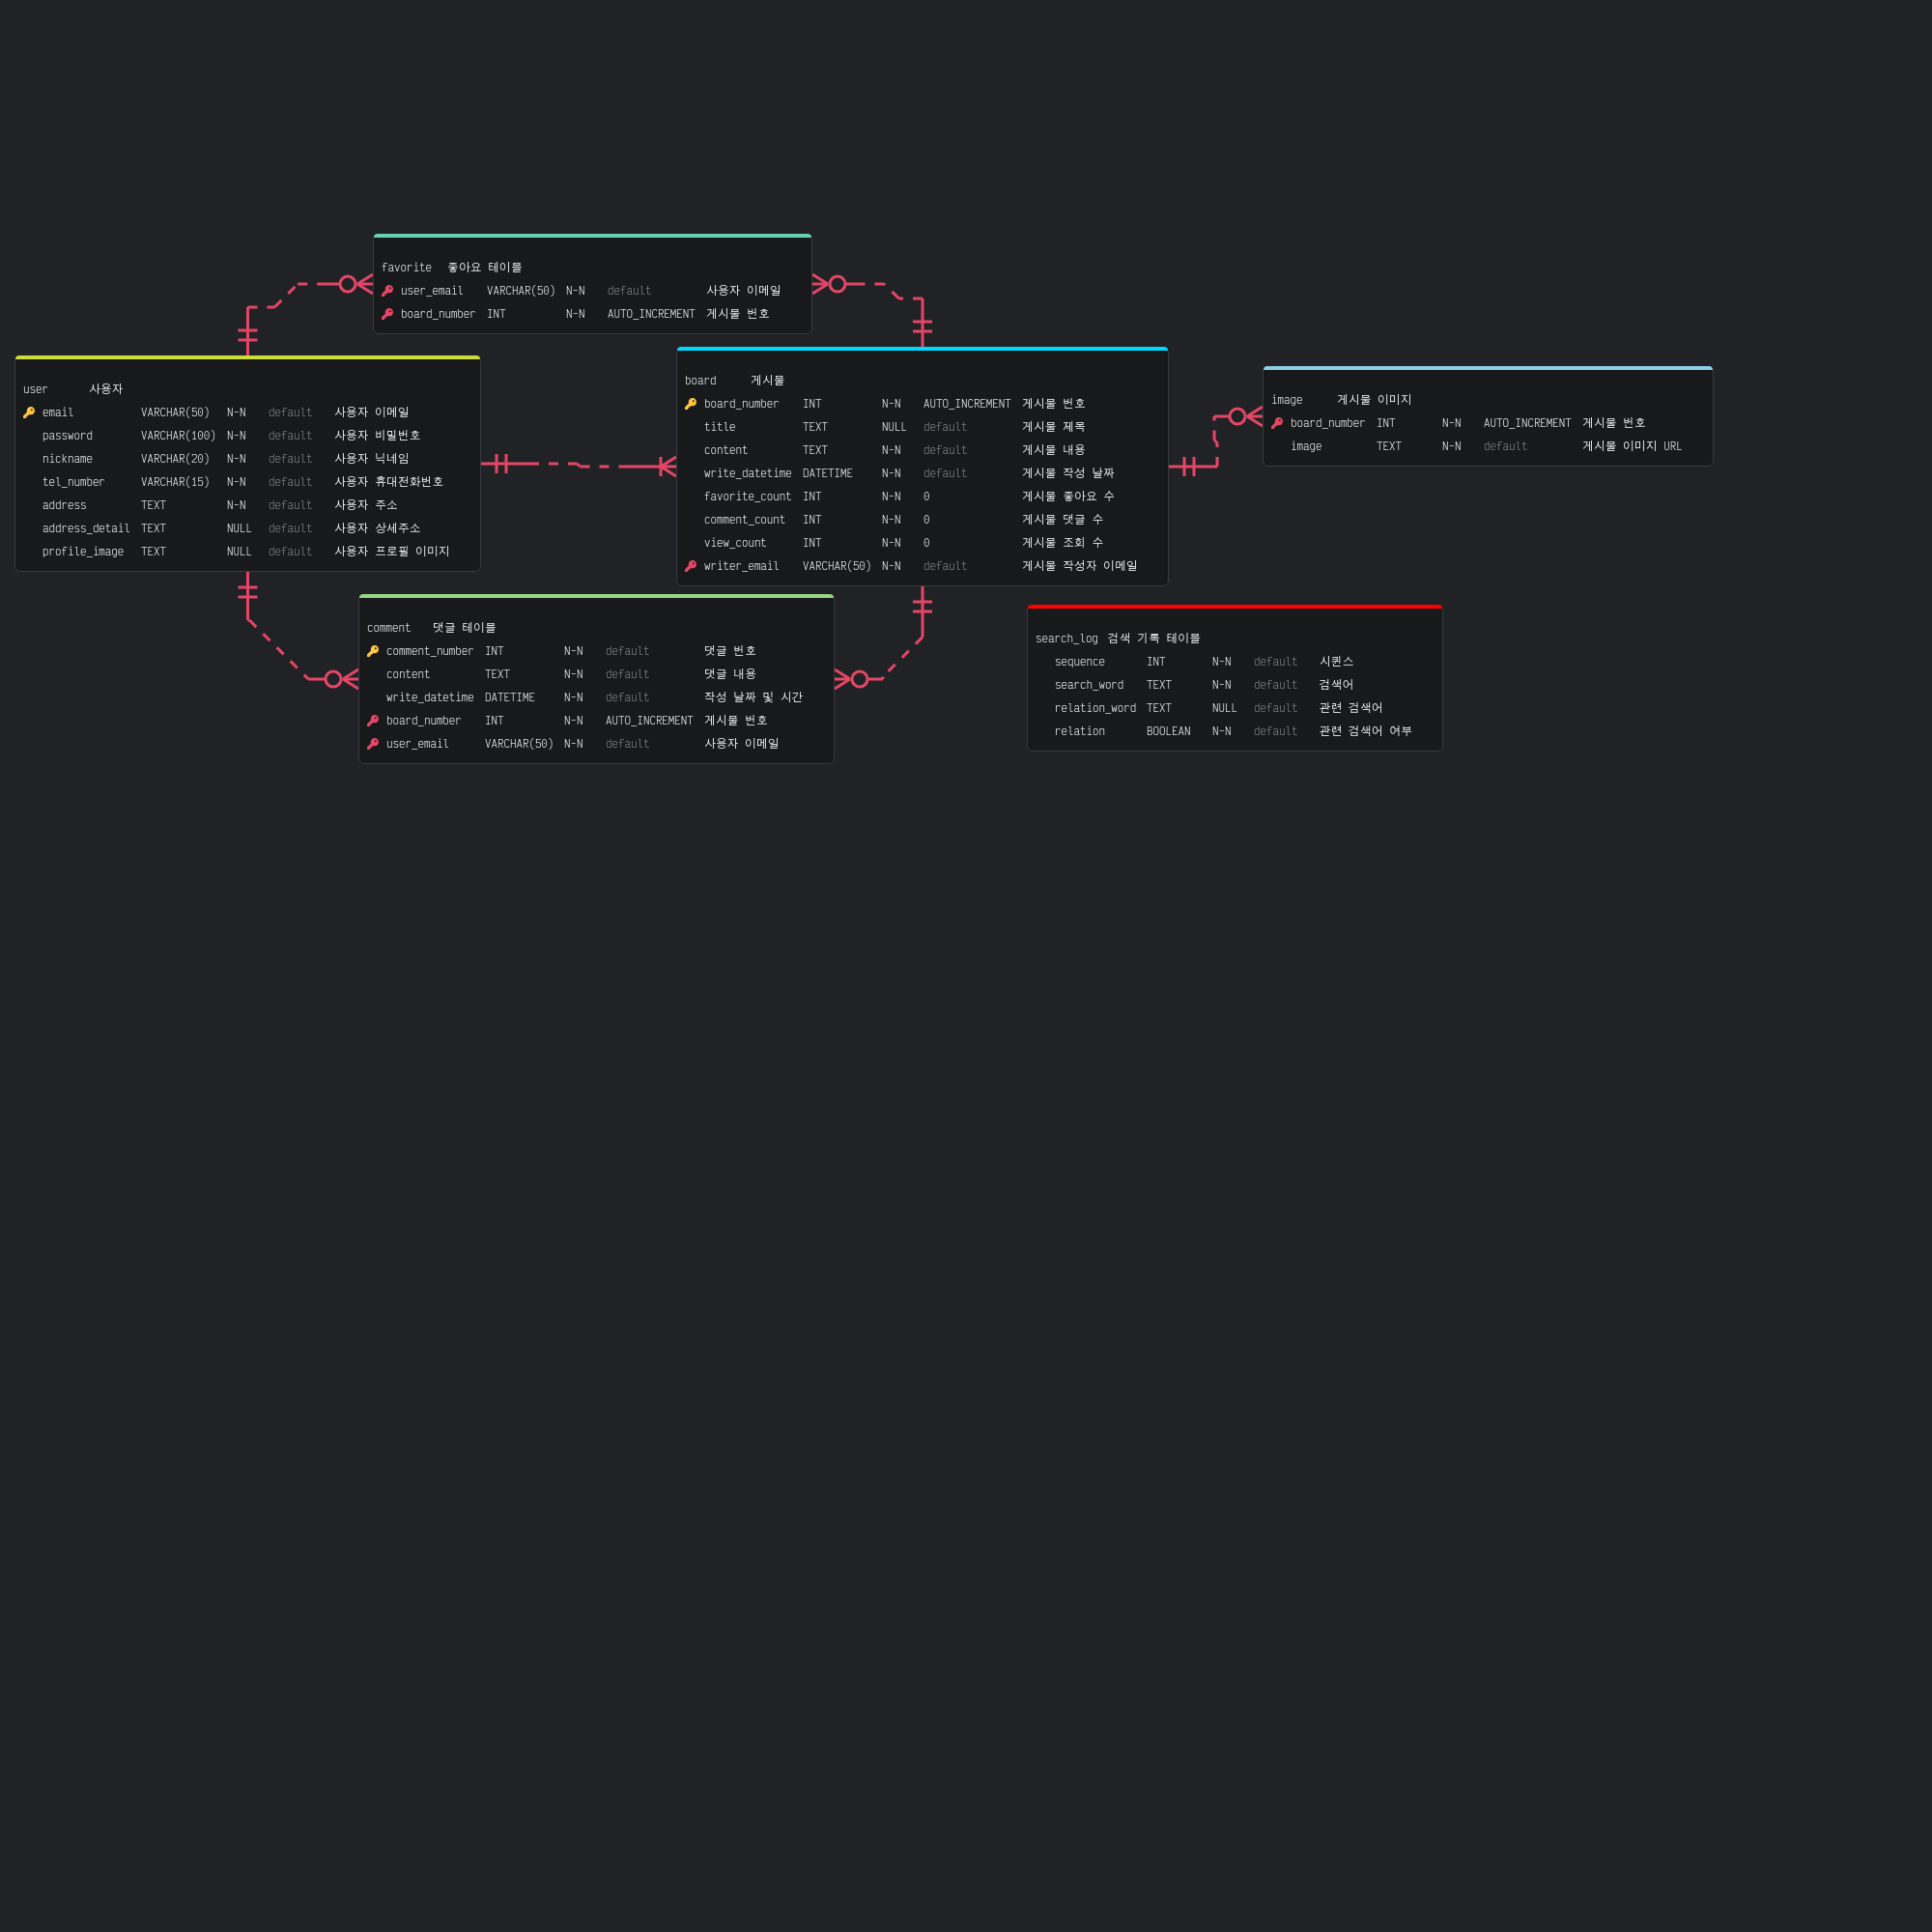 favorite 좋아요 테이블
user_email VARCHAR(50) N-N default 사용자 이메일
board_number INT N-N AUTO_INCREMENT 게시물 번호
user 사용자
email VARCHAR(50) N-N default 사용자 이메일
password VARCHAR(100) N-N default 사용자 비밀번호
nickname VARCHAR(20) N-N default 사용자 닉네임
tel_number VARCHAR(15) N-N default 사용자 휴대전화번호
address TEXT N-N default 사용자 주소
address_detail TEXT NULL default 사용자 상세주소
profile_image TEXT NULL default 사용자 프로필 이미지
board 게시물
board_number INT N-N AUTO_INCREMENT 게시물 번호
title TEXT NULL default 게시물 제목
content TEXT N-N default 게시물 내용
write_datetime DATETIME N-N default 게시물 작성 날짜
favorite_count INT N-N 0 게시물 좋아요 수
comment_count INT N-N 0 게시물 댓글 수
view_count INT N-N 0 게시물 조회 수
writer_email VARCHAR(50) N-N default 게시물 작성자 이메일
image 게시물 이미지
board_number INT N-N AUTO_INCREMENT 게시물 번호
image TEXT N-N default 게시물 이미지 URL
comment 댓글 테이블
comment_number INT N-N default 댓글 번호
content TEXT N-N default 댓글 내용
write_datetime DATETIME N-N default 작성 날짜 및 시간
board_number INT N-N AUTO_INCREMENT 게시물 번호
user_email VARCHAR(50) N-N default 사용자 이메일
search_log 검색 기록 테이블
sequence INT N-N default 시퀀스
search_word TEXT N-N default 검색어
relation_word TEXT NULL default 관련 검색어
relation BOOLEAN N-N default 관련 검색어 여부